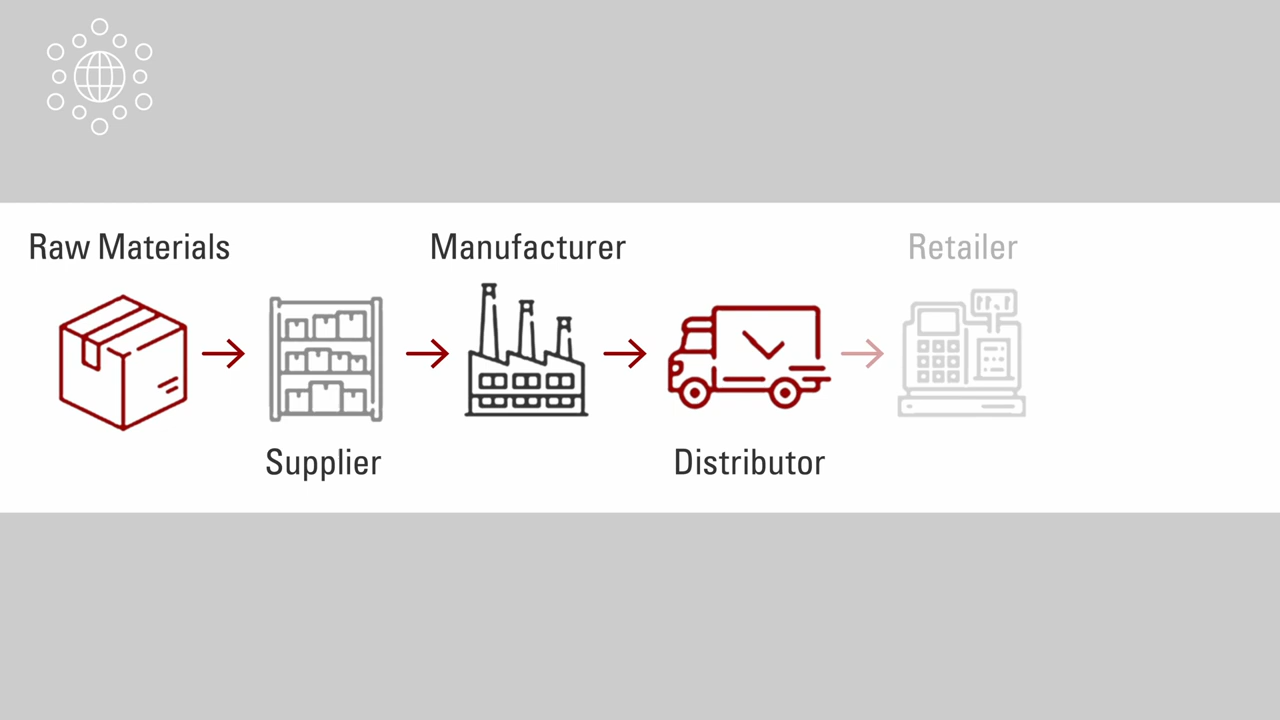 Raw Materials
Supplier
Manufacturer
Distributor
Retailer